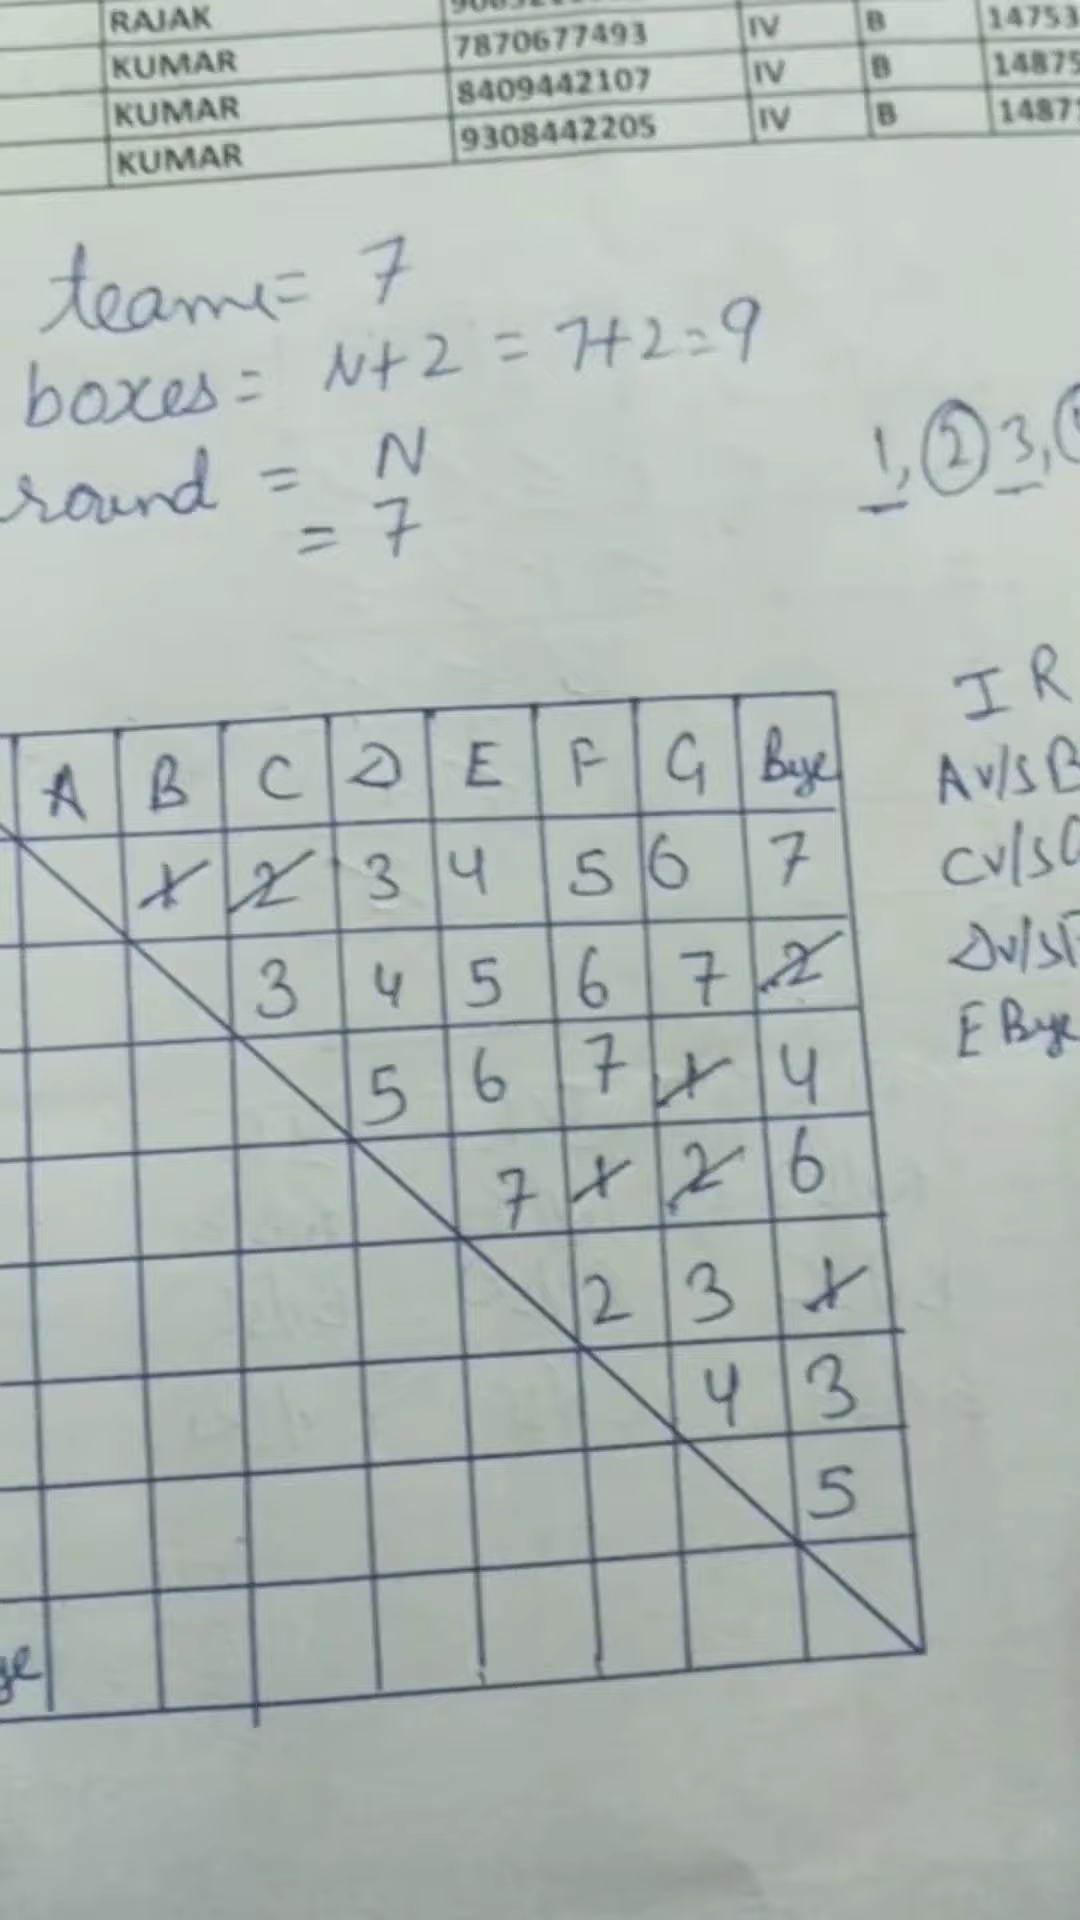 RAJAK
KUMAR 7870677493 IV B 14753
KUMAR 8409442107 IV B 14875
KUMAR 9308442205 IV B 1487
team = 7
boxes = N+2 = 7+2=9
round = N
= 7
1, 2 3,
A B C D E F G Bye
1 2 3 4 5 6 7
3 4 5 6 7 2
5 6 7 1 4
7 1 2 6
2 3 1
4 3
5
I R
A v/s B
C v/s G
D v/s F
E Bye